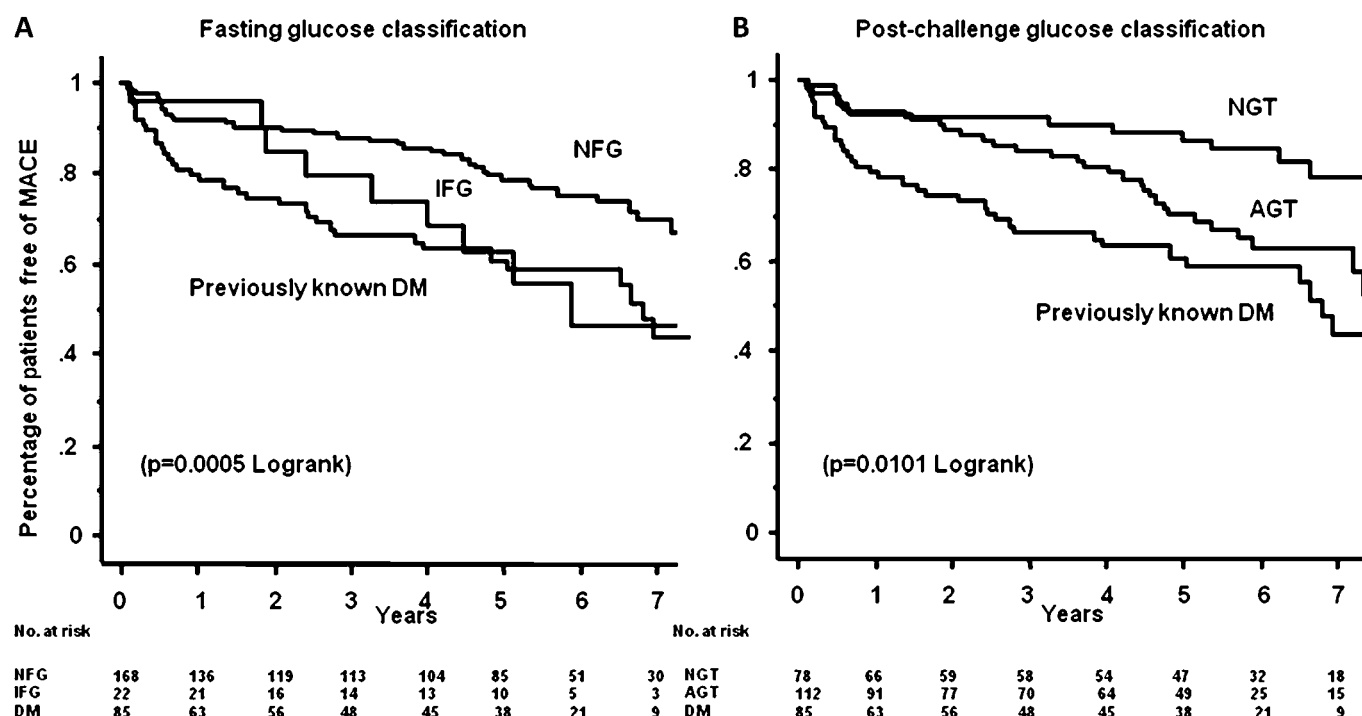 A Fasting glucose classification
Percentage of patients free of MACE
1
.8
.6
.4
.2
0
NFG
IFG
Previously known DM
(p=0.0005 Logrank)
0 1 2 3 4 5 6 7
Years
No. at risk
NFG 168 136 119 113 104 85 51 30
IFG 22 21 16 14 13 10 5 3
DM 85 63 56 48 45 38 21 9
B Post-challenge glucose classification
1
.8
.6
.4
.2
0
NGT
AGT
Previously known DM
(p=0.0101 Logrank)
0 1 2 3 4 5 6 7
Years
No. at risk
NGT 78 66 59 58 54 47 32 18
AGT 112 91 77 70 64 49 25 15
DM 85 63 56 48 45 38 21 9